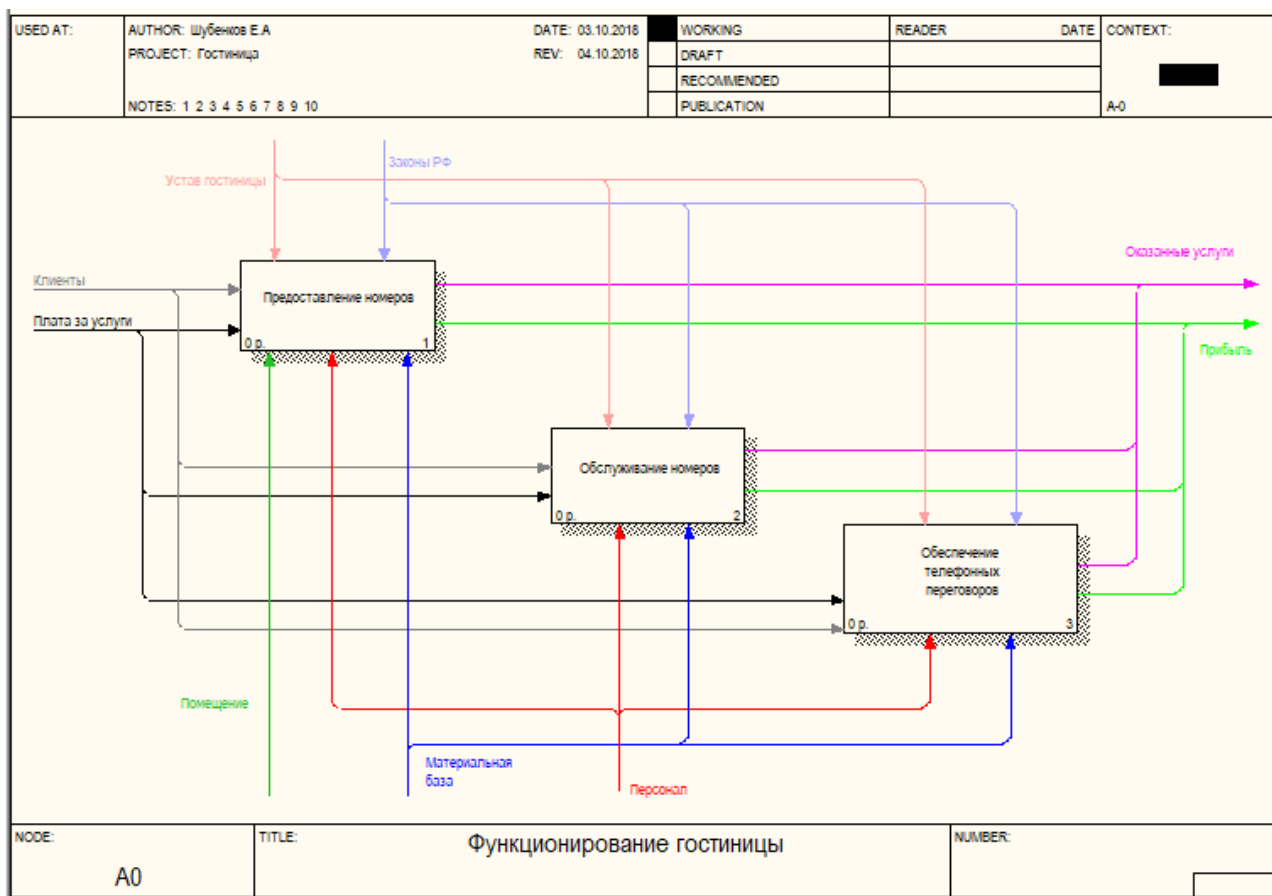 USED AT:
AUTHOR: Шубенков Е.А
DATE: 03.10.2018
WORKING
READER
DATE
CONTEXT:
PROJECT: Гостиница
REV: 04.10.2018
DRAFT
RECOMMENDED
NOTES: 1 2 3 4 5 6 7 8 9 10
PUBLICATION
A-0
Законы РФ
Устав гостиницы
Оказанные услуги
Клиенты
Предоставление номеров
Плата за услуги
0 р.
1
Прибыль
Обслуживание номеров
0 р.
2
Обеспечение
телефонных
переговоров
0 р.
3
Помещение
Материальная
база
Персонал
NODE:
TITLE:
Функционирование гостиницы
NUMBER:
A0